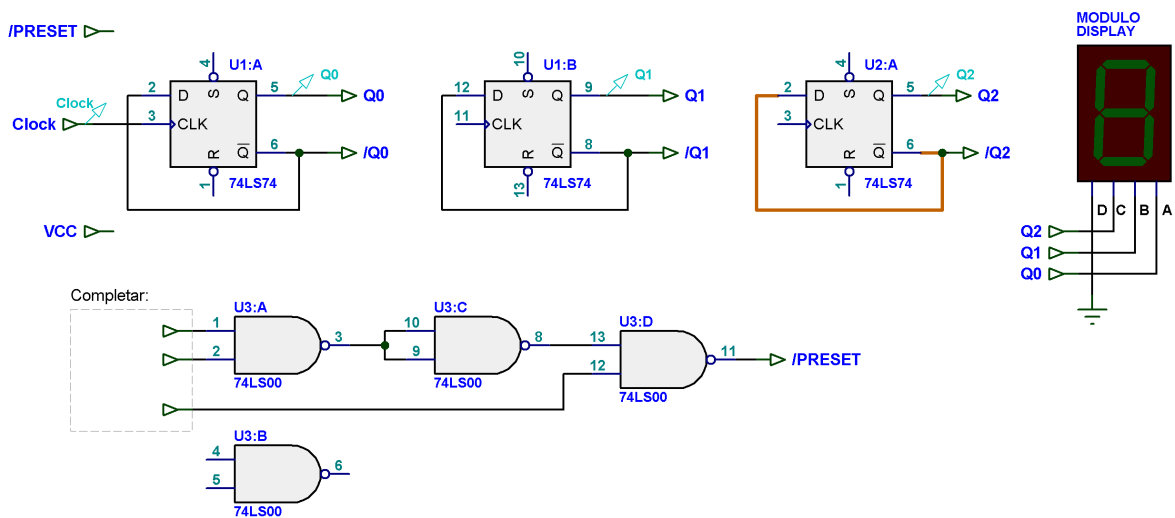 /PRESET
MODULO
DISPLAY
4 U1:A
2 D S Q 5 Q0 Q0
Clock
Clock 3 CLK
R Q 6 /Q0
1 74LS74
10 U1:B
12 D S Q 9 Q1 Q1
11 CLK
R Q 8 /Q1
13 74LS74
4 U2:A
2 D S Q 5 Q2 Q2
3 CLK
R Q 6 /Q2
1 74LS74
D C B A
Q2
Q1
Q0
VCC
Completar:
U3:A
1
2
3
74LS00
U3:C
10
9
8
74LS00
U3:D
13
12
11 /PRESET
74LS00
U3:B
4
5
6
74LS00